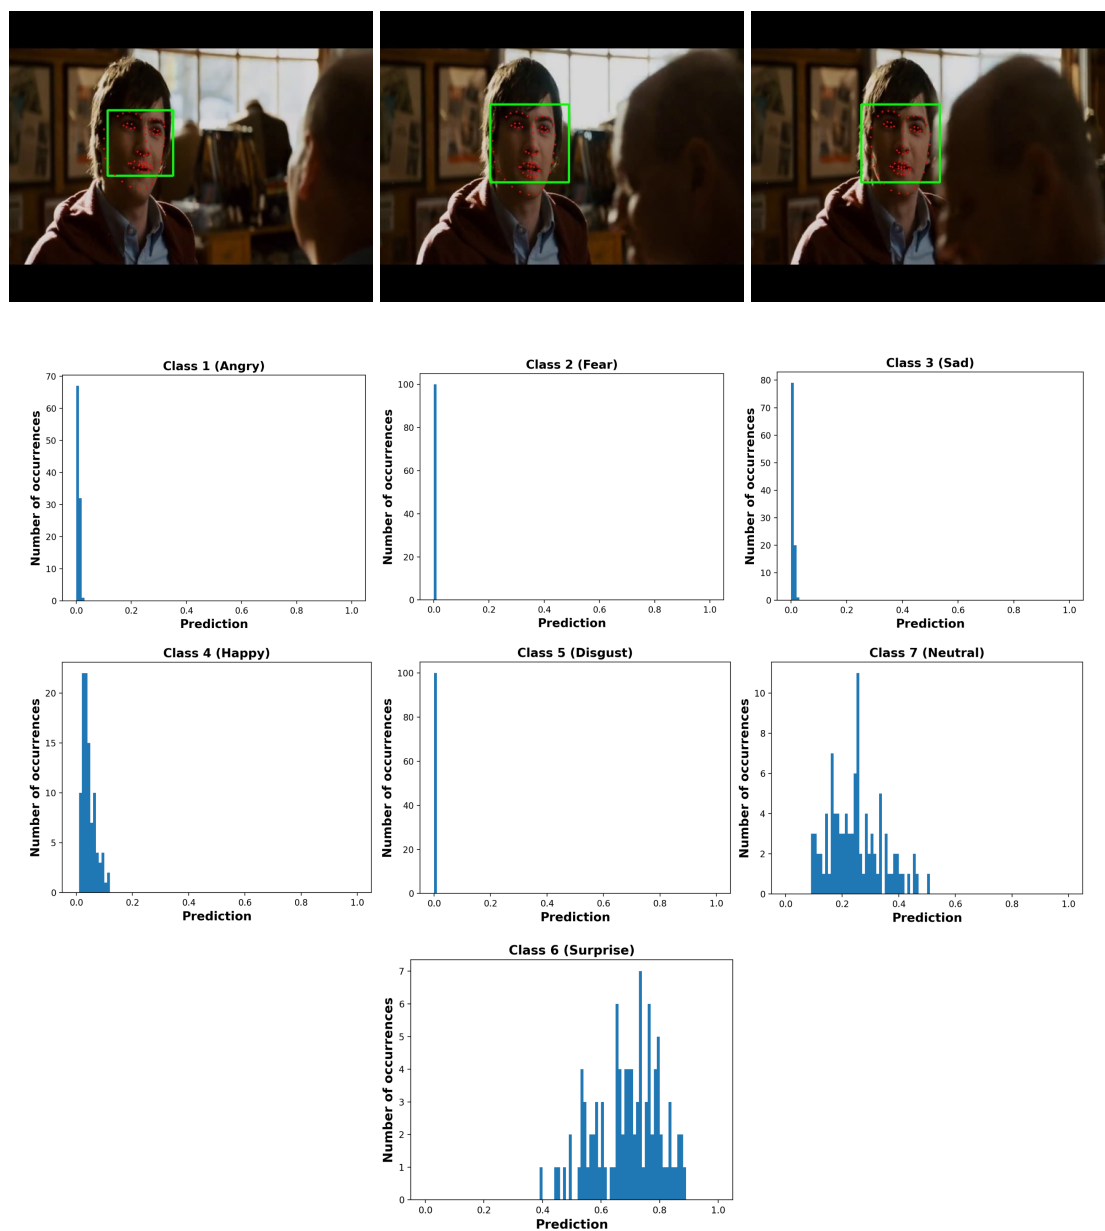 Class 1 (Angry)
Number of occurrences
70
60
50
40
30
20
10
0
0.0 0.2 0.4 0.6 0.8 1.0
Prediction
Class 2 (Fear)
Number of occurrences
100
80
60
40
20
0
0.0 0.2 0.4 0.6 0.8 1.0
Prediction
Class 3 (Sad)
Number of occurrences
80
70
60
50
40
30
20
10
0
0.0 0.2 0.4 0.6 0.8 1.0
Prediction
Class 4 (Happy)
Number of occurrences
20
15
10
5
0
0.0 0.2 0.4 0.6 0.8 1.0
Prediction
Class 5 (Disgust)
Number of occurrences
100
80
60
40
20
0
0.0 0.2 0.4 0.6 0.8 1.0
Prediction
Class 7 (Neutral)
Number of occurrences
10
8
6
4
2
0
0.0 0.2 0.4 0.6 0.8 1.0
Prediction
Class 6 (Surprise)
Number of occurrences
7
6
5
4
3
2
1
0
0.0 0.2 0.4 0.6 0.8 1.0
Prediction